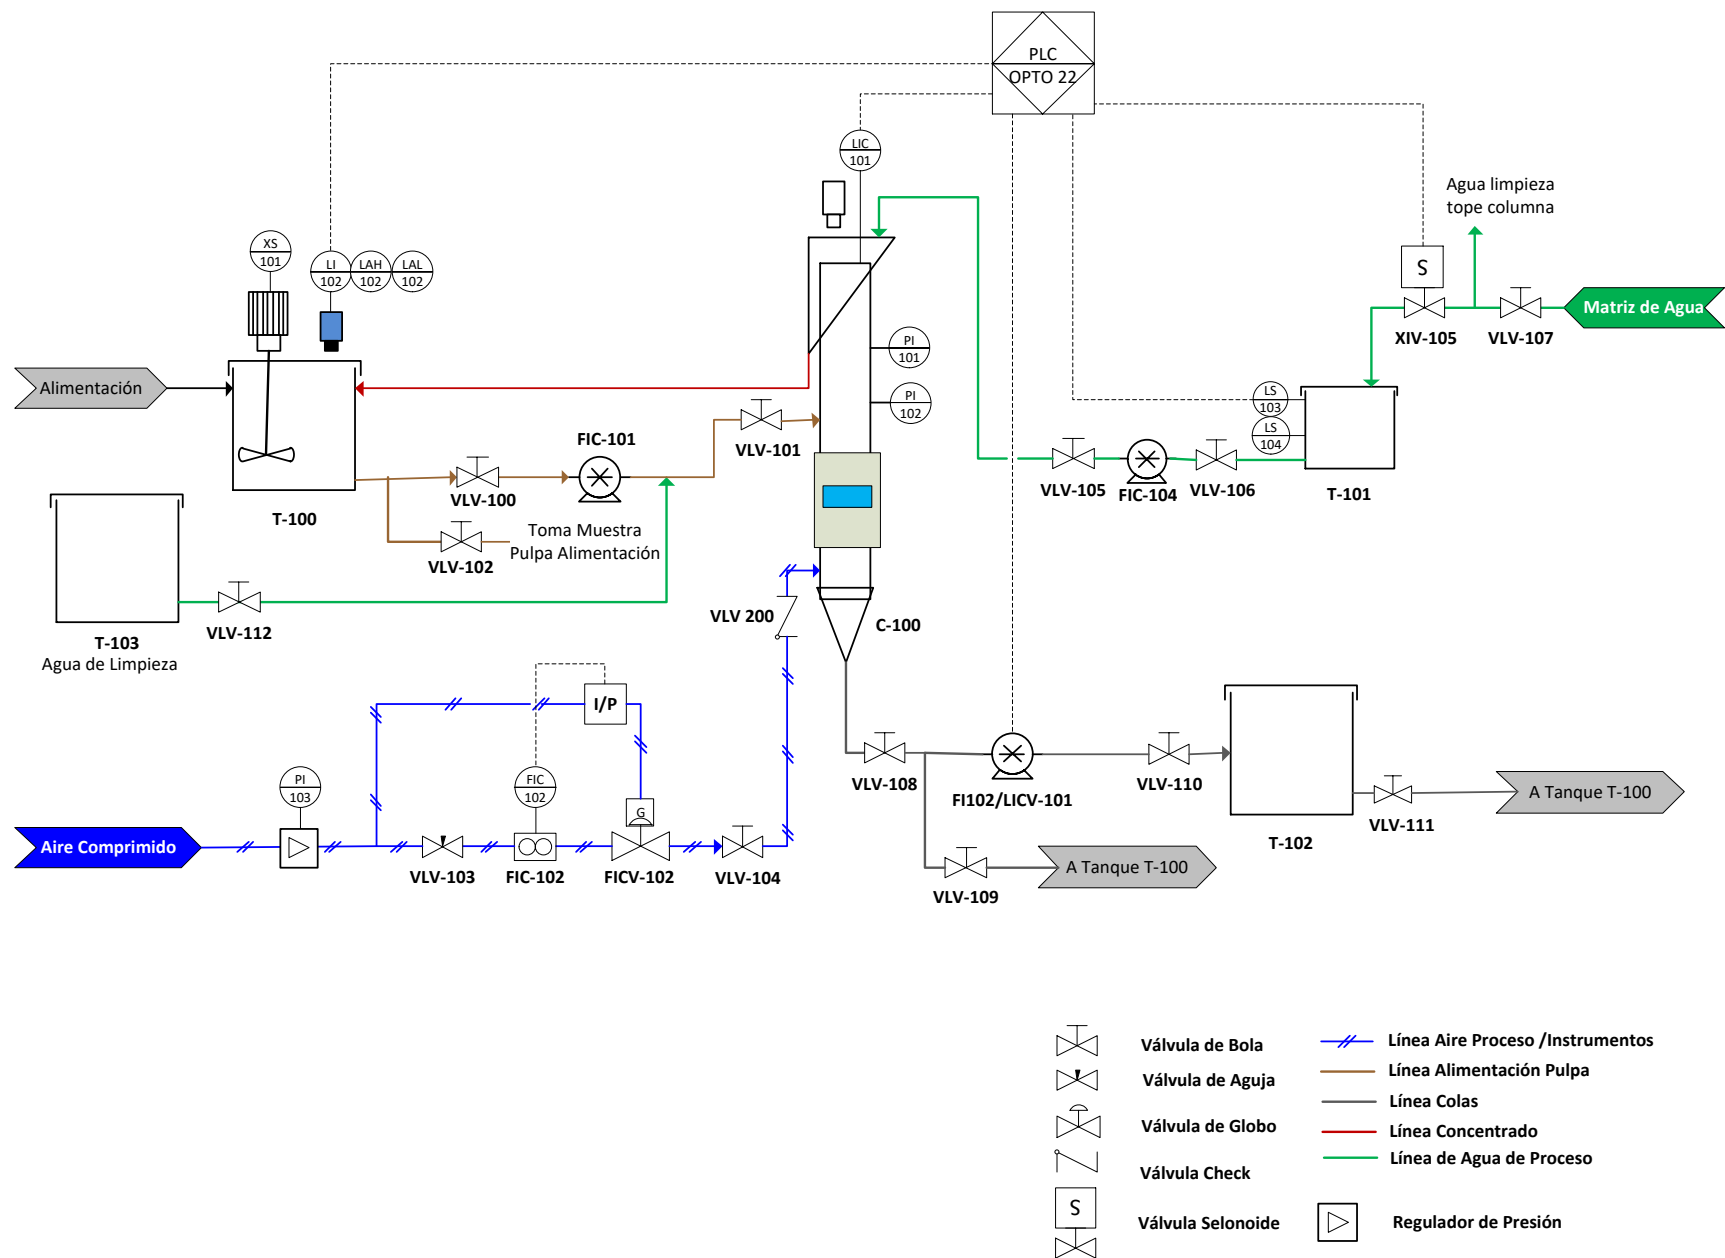 PLC
OPTO 22
LIC
101
Agua limpieza
tope columna
XS
101
LI
102
LAH
102
LAL
102
S
Matriz de Agua
XIV-105
VLV-107
PI
101
Alimentación
PI
102
LS
103
LS
104
FIC-101
VLV-101
VLV-105
FIC-104
VLV-106
T-101
VLV-100
T-100
Toma Muestra
Pulpa Alimentación
VLV-102
VLV 200
C-100
VLV-112
T-103
Agua de Limpieza
I/P
PI
103
FIC
102
G
VLV-108
FI102/LICV-101
VLV-110
A Tanque T-100
VLV-111
T-102
Aire Comprimido
VLV-103
FIC-102
FICV-102
VLV-104
A Tanque T-100
VLV-109
Válvula de Bola
Línea Aire Proceso /Instrumentos
Válvula de Aguja
Línea Alimentación Pulpa
Línea Colas
Válvula de Globo
Línea Concentrado
Línea de Agua de Proceso
Válvula Check
S
Válvula Selonoide
Regulador de Presión